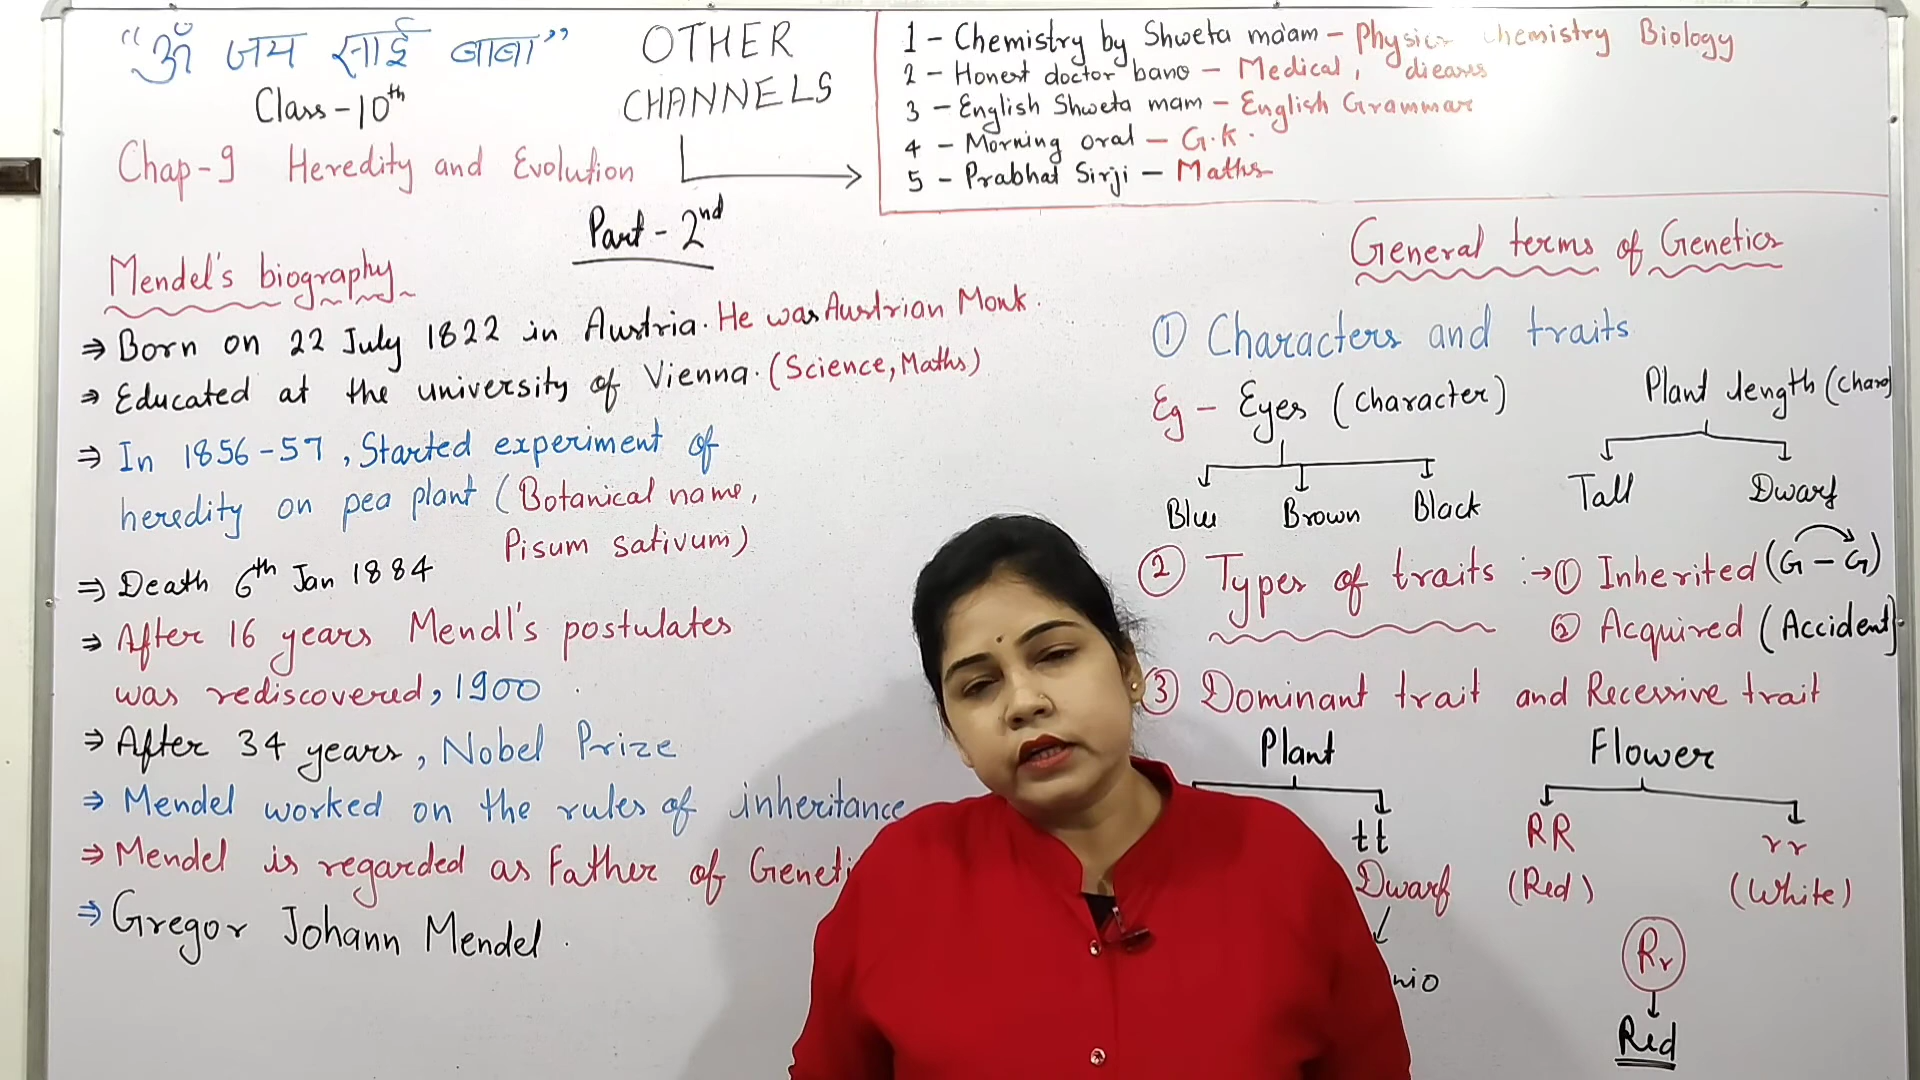 “ॐ जय साईं बाबा”
Class-10th
Chap-9 Heredity and Evolution
OTHER
CHANNELS
1 - Chemistry by Shweta ma'am - Physics Chemistry Biology
2 - Honest doctor bano - Medical, dieases
3 - English Shweta mam - English Grammar
4 - Morning oral - G.K.
5 - Prabhat Sirji - Maths
Part - 2nd
Mendel's biography
⇒ Born on 22 July 1822 in Austria. He was Austrian Monk.
⇒ Educated at the university of Vienna. (Science, Maths)
⇒ In 1856-57, Started experiment of
heredity on pea plant (Botanical name,
Pisum sativum)
⇒ Death 6th Jan 1884
⇒ After 16 years Mendl's postulates
was rediscovered, 1900
⇒ After 34 years, Nobel Prize
⇒ Mendel worked on the rules of inheritance
⇒ Mendel is regarded as Father of Geneti
⇒ Gregor Johann Mendel.
General terms of Genetics
① Characters and traits
Eg - Eyes (character)
Blue Brown Black
Plant length (Charc)
Tall Dwarf
② Types of traits :→ ① Inherited (G - G)
② Acquired (Accident)
③ Dominant trait and Recessive trait
Plant
tt
Dwarf
Flower
RR rr
(Red) (White)
Rr
Red